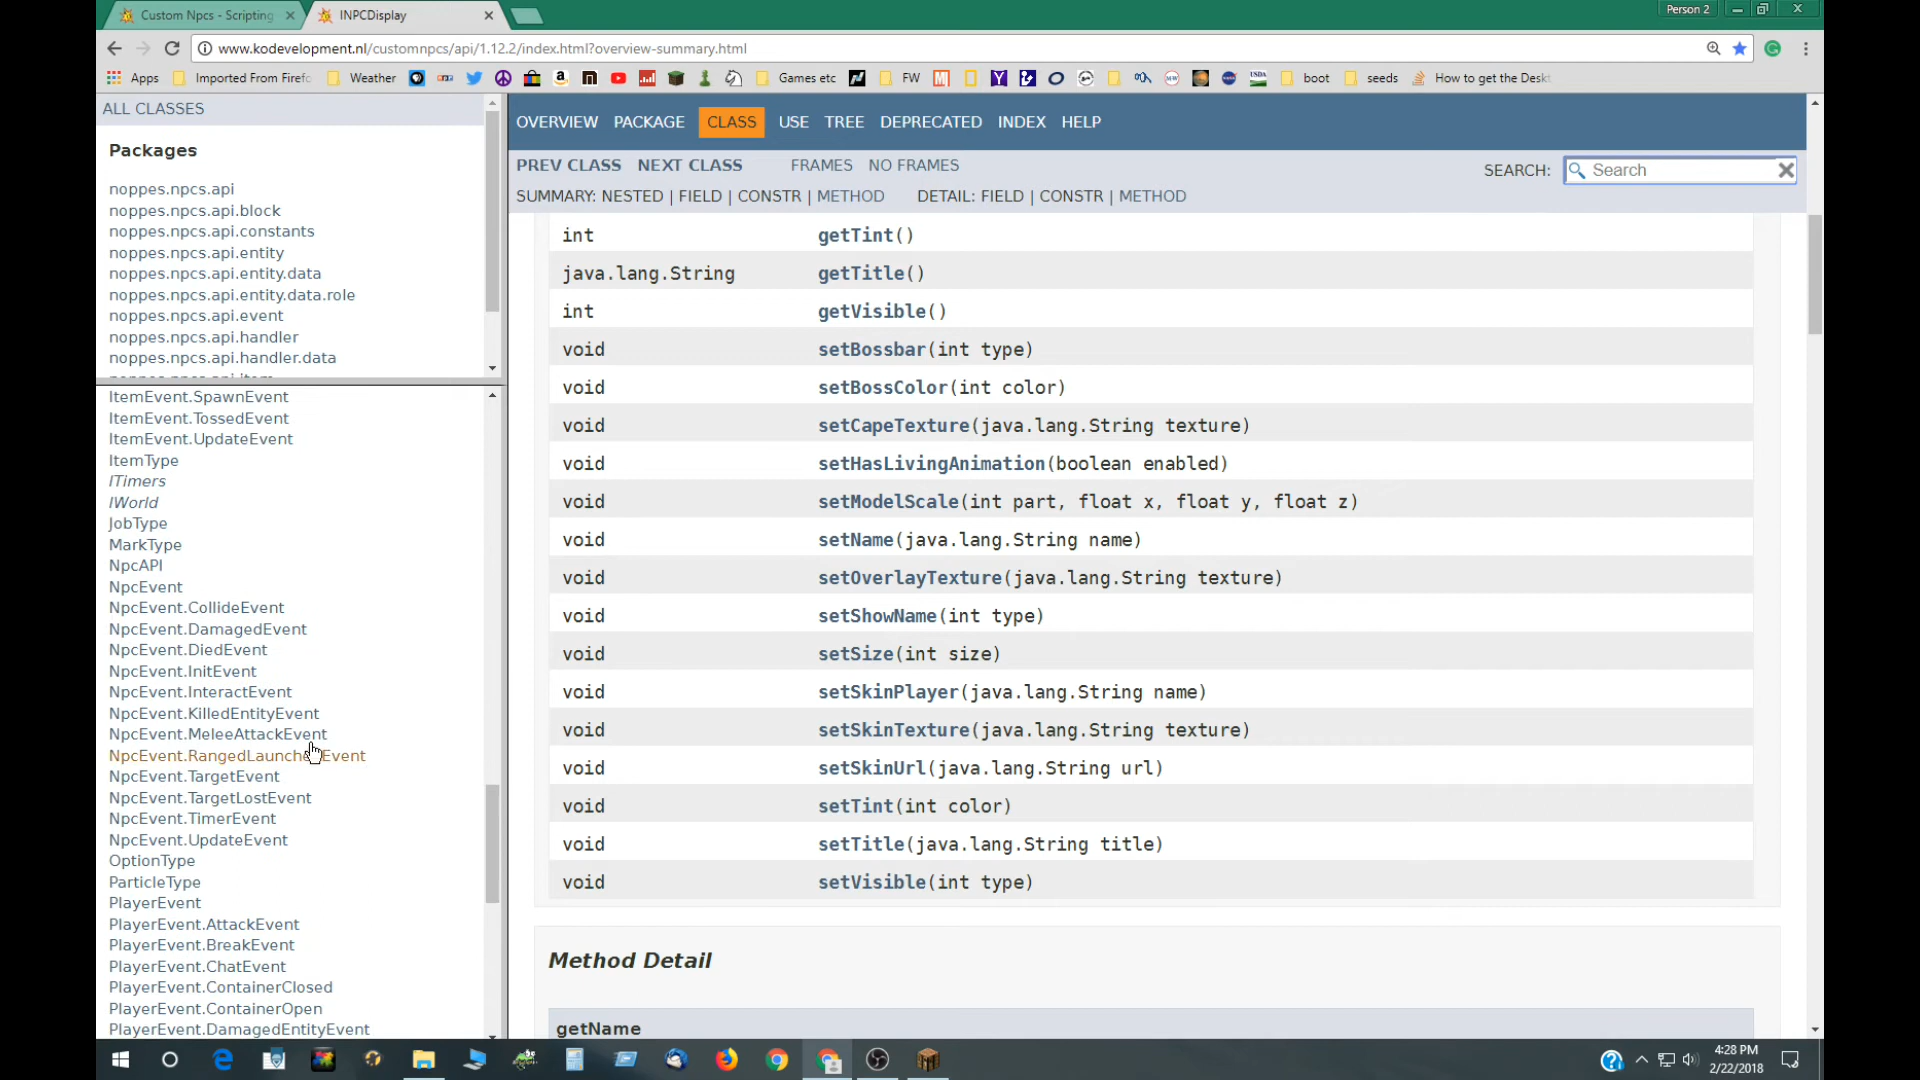 Custom Npcs - Scripting
INPCDisplay
Person 2
www.kodevelopment.nl/customnpcs/api/1.12.2/index.html?overview-summary.html
Apps
Imported From Firefo
Weather
Games etc
FW
boot
seeds
How to get the Deskt
ALL CLASSES
Packages
noppes.npcs.api
noppes.npcs.api.block
noppes.npcs.api.constants
noppes.npcs.api.entity
noppes.npcs.api.entity.data
noppes.npcs.api.entity.data.role
noppes.npcs.api.event
noppes.npcs.api.handler
noppes.npcs.api.handler.data
noppes.npcs.api.item
ItemEvent.SpawnEvent
ItemEvent.TossedEvent
ItemEvent.UpdateEvent
ItemType
ITimers
IWorld
JobType
MarkType
NpcAPI
NpcEvent
NpcEvent.CollideEvent
NpcEvent.DamagedEvent
NpcEvent.DiedEvent
NpcEvent.InitEvent
NpcEvent.InteractEvent
NpcEvent.KilledEntityEvent
NpcEvent.MeleeAttackEvent
NpcEvent.RangedLaunchedEvent
NpcEvent.TargetEvent
NpcEvent.TargetLostEvent
NpcEvent.TimerEvent
NpcEvent.UpdateEvent
OptionType
ParticleType
PlayerEvent
PlayerEvent.AttackEvent
PlayerEvent.BreakEvent
PlayerEvent.ChatEvent
PlayerEvent.ContainerClosed
PlayerEvent.ContainerOpen
PlayerEvent.DamagedEntityEvent
OVERVIEW PACKAGE CLASS USE TREE DEPRECATED INDEX HELP
PREV CLASS NEXT CLASS FRAMES NO FRAMES
SEARCH: Search
SUMMARY: NESTED | FIELD | CONSTR | METHOD DETAIL: FIELD | CONSTR | METHOD
int getTint()
java.lang.String getTitle()
int getVisible()
void setBossbar(int type)
void setBossColor(int color)
void setCapeTexture(java.lang.String texture)
void setHasLivingAnimation(boolean enabled)
void setModelScale(int part, float x, float y, float z)
void setName(java.lang.String name)
void setOverlayTexture(java.lang.String texture)
void setShowName(int type)
void setSize(int size)
void setSkinPlayer(java.lang.String name)
void setSkinTexture(java.lang.String texture)
void setSkinUrl(java.lang.String url)
void setTint(int color)
void setTitle(java.lang.String title)
void setVisible(int type)
Method Detail
getName
4:28 PM
2/22/2018